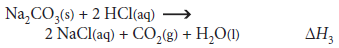 Na₂CO₃(s) + 2 HCl(aq) ⟶
2 NaCl(aq) + CO₂(g) + H₂O(l) ΔH₃